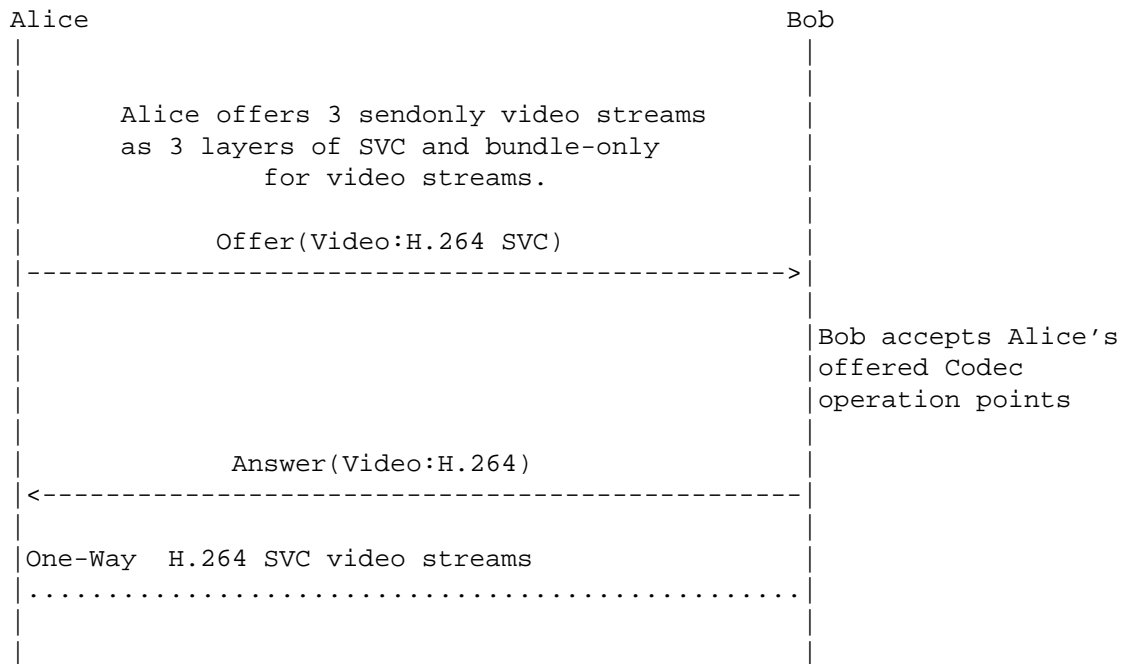 Alice Bob
Alice offers 3 sendonly video streams
as 3 layers of SVC and bundle-only
for video streams.
Offer(Video:H.264 SVC)
Bob accepts Alice's
offered Codec
operation points
Answer(Video:H.264)
One-Way  H.264 SVC video streams